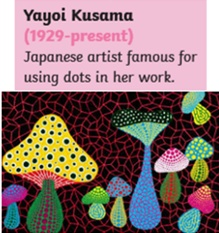 Yayoi Kusama
(1929-present)
Japanese artist famous for
using dots in her work.